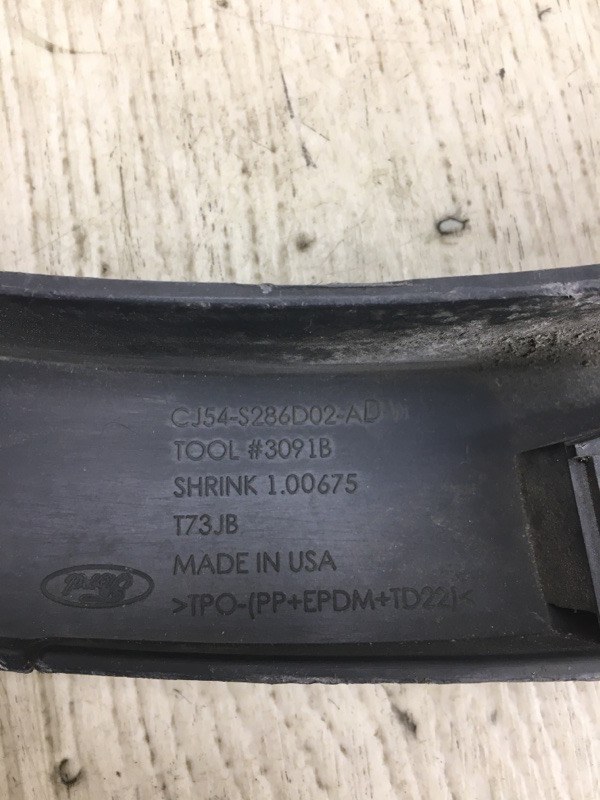 CJ54-S286D02-AD
TOOL #3091B
SHRINK 1.00675
T73JB
MADE IN USA
>TPO-(PP+EPDM+TD22)<